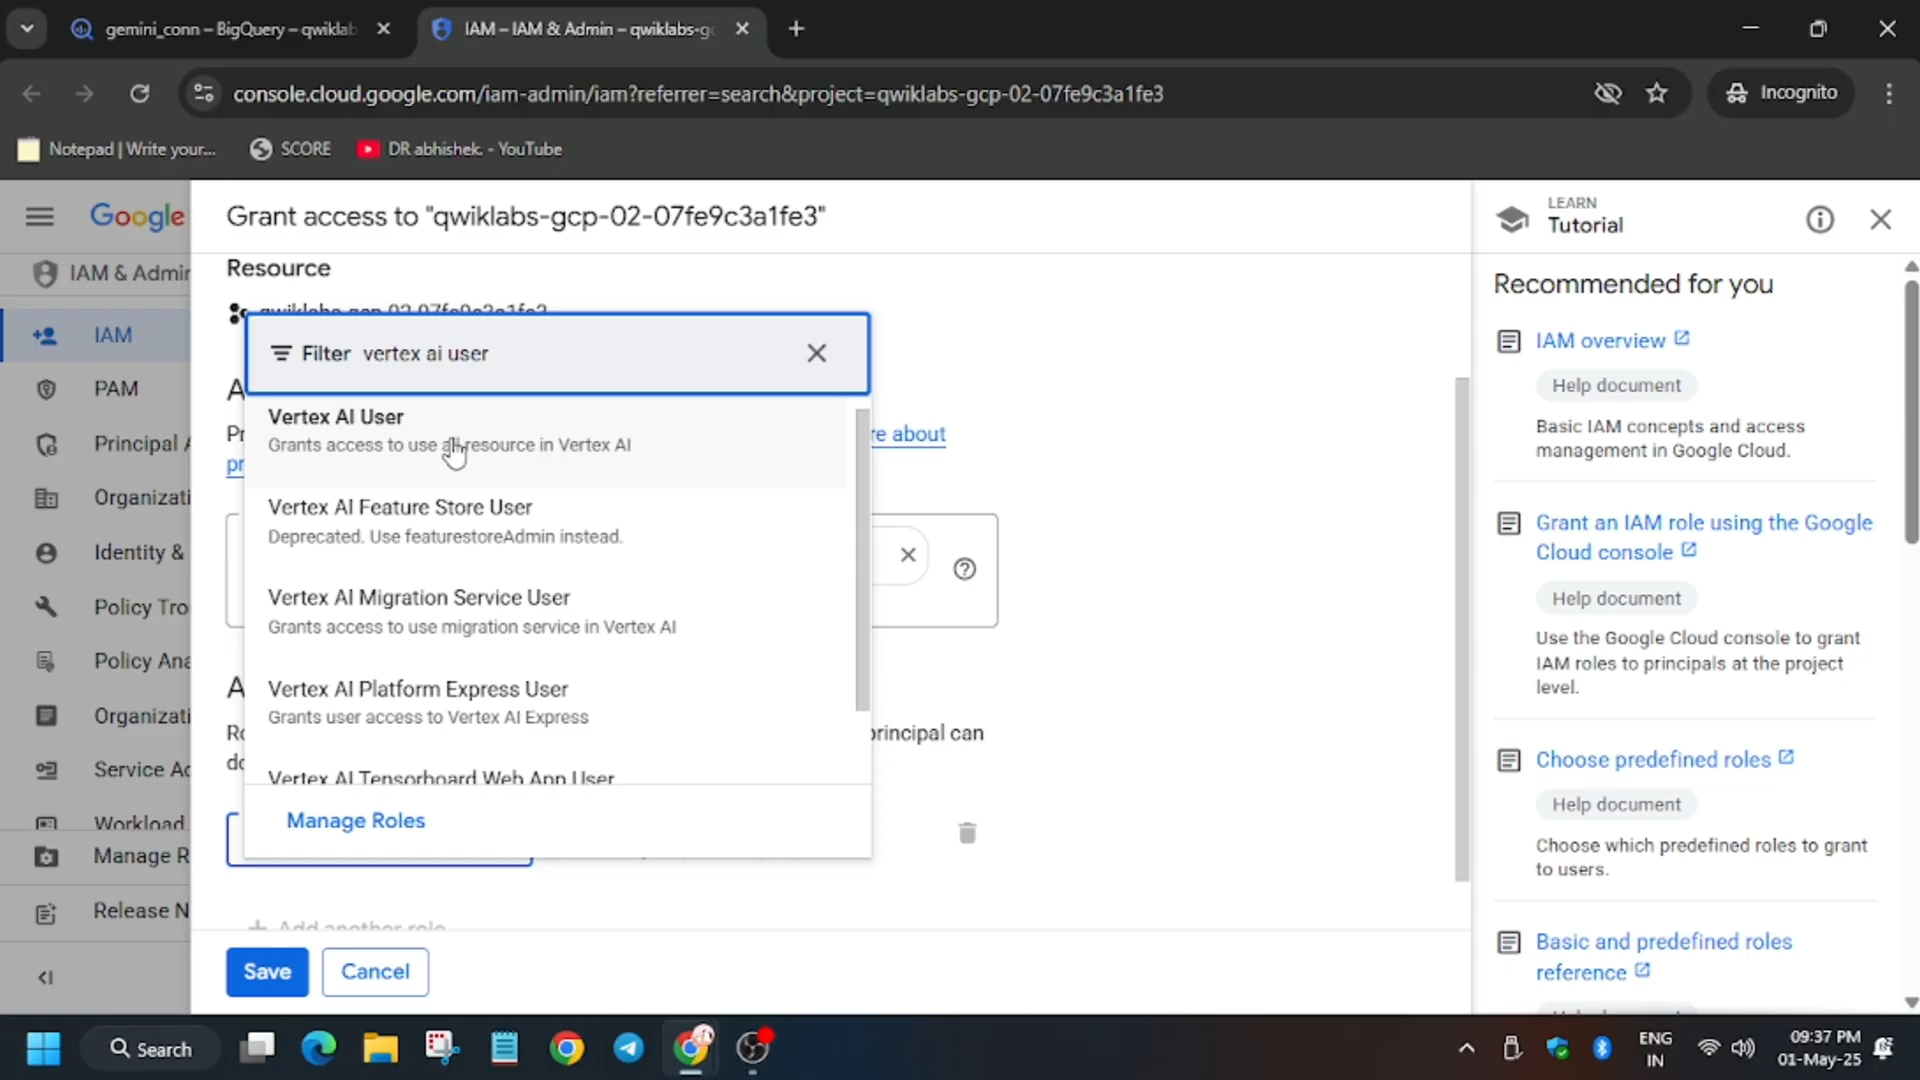 gemini_conn – BigQuery – qwiklab
IAM – IAM & Admin – qwiklabs-gc
console.cloud.google.com/iam-admin/iam?referrer=search&project=qwiklabs-gcp-02-07fe9c3a1fe3
Incognito
Notepad | Write your...
SCORE
DR abhishek. - YouTube
Google
IAM & Admin
IAM
PAM
Principal A
Organizati
Identity &
Policy Tro
Policy Ana
Organizati
Service Ac
Workload
Manage R
Release N
Grant access to "qwiklabs-gcp-02-07fe9c3a1fe3"
Resource
qwiklabs-gcp-02-07fe9c3a1fe3
Filter vertex ai user
Vertex AI User
Grants access to use all resource in Vertex AI
Vertex AI Feature Store User
Deprecated. Use featurestoreAdmin instead.
Vertex AI Migration Service User
Grants access to use migration service in Vertex AI
Vertex AI Platform Express User
Grants user access to Vertex AI Express
Vertex AI Tensorboard Web App User
Manage Roles
A
Pr
re about
pr
A
Ro
principal can
do
Add another role
Save
Cancel
LEARN
Tutorial
Recommended for you
IAM overview
Help document
Basic IAM concepts and access
management in Google Cloud.
Grant an IAM role using the Google
Cloud console
Help document
Use the Google Cloud console to grant
IAM roles to principals at the project
level.
Choose predefined roles
Help document
Choose which predefined roles to grant
to users.
Basic and predefined roles
reference
Search
ENG
IN
09:37 PM
01-May-25